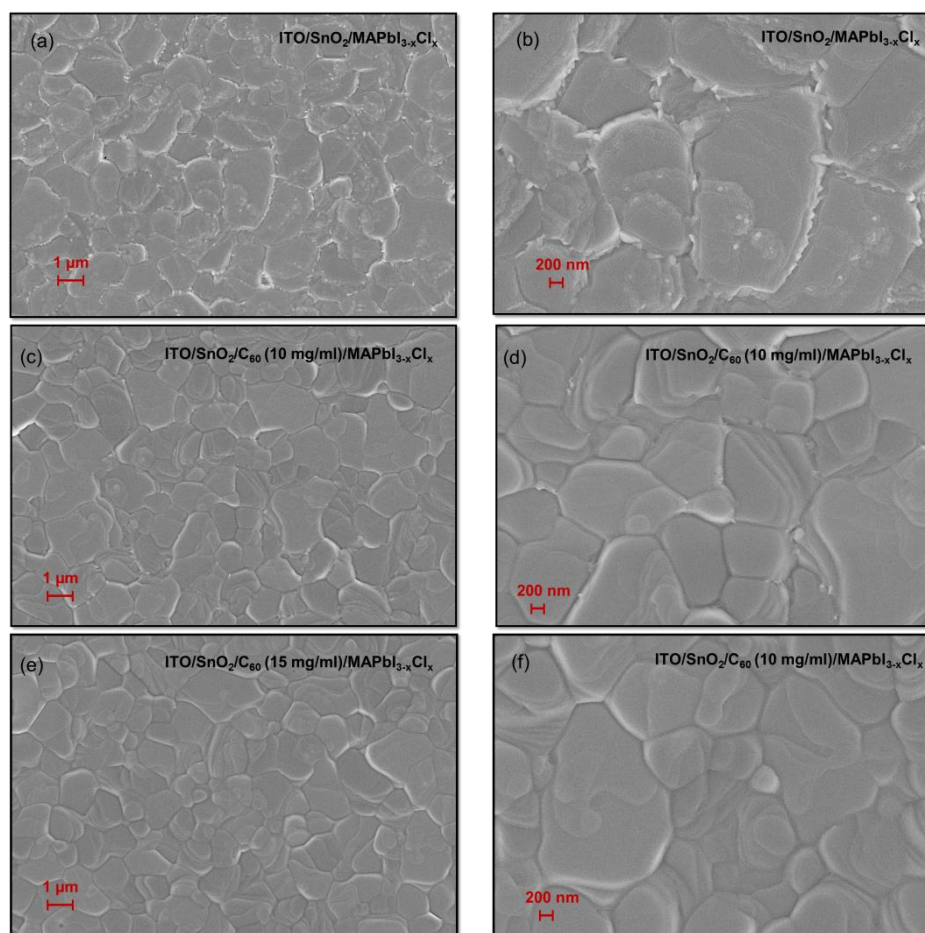 (a) ITO/SnO₂/MAPbI₃₋ₓClₓ
1 µm
(b) ITO/SnO₂/MAPbI₃₋ₓClₓ
200 nm
(c) ITO/SnO₂/C₆₀ (10 mg/ml)/MAPbI₃₋ₓClₓ
1 µm
(d) ITO/SnO₂/C₆₀ (10 mg/ml)/MAPbI₃₋ₓClₓ
200 nm
(e) ITO/SnO₂/C₆₀ (15 mg/ml)/MAPbI₃₋ₓClₓ
1 µm
(f) ITO/SnO₂/C₆₀ (10 mg/ml)/MAPbI₃₋ₓClₓ
200 nm